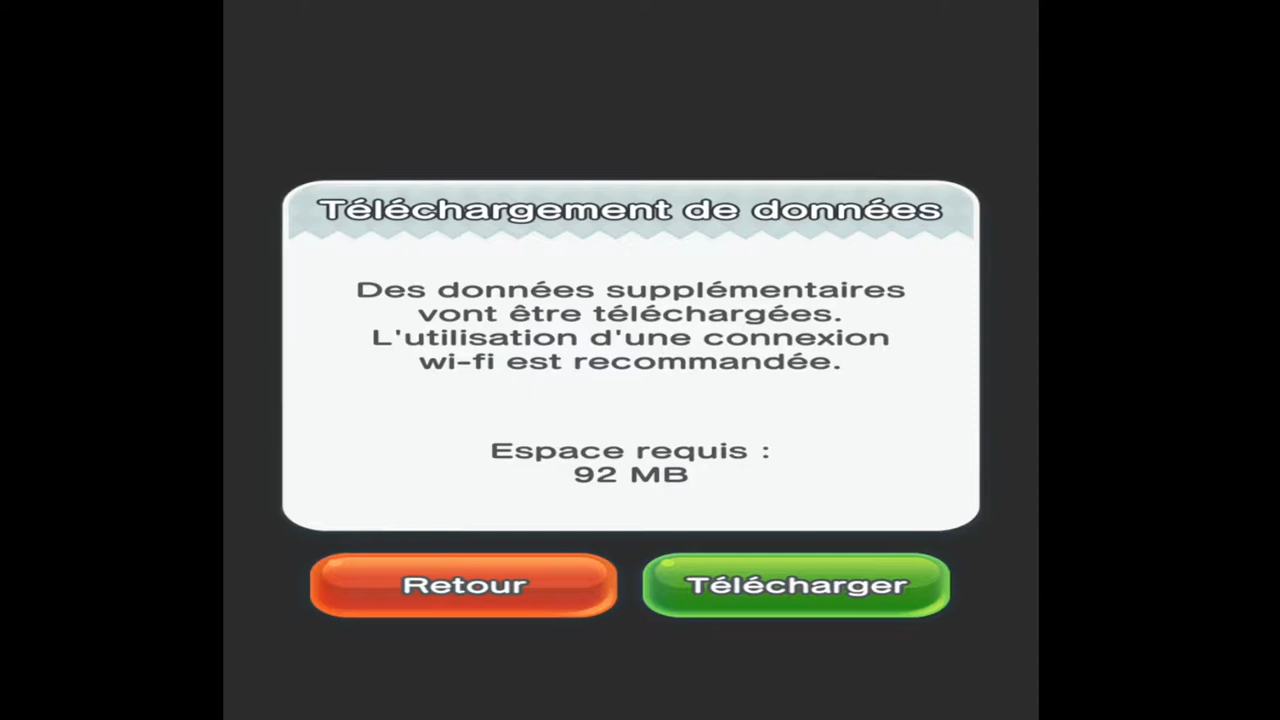 Téléchargement de données
Des données supplémentaires
vont être téléchargées.
L'utilisation d'une connexion
wi-fi est recommandée.
Espace requis :
92 MB
Retour
Télécharger